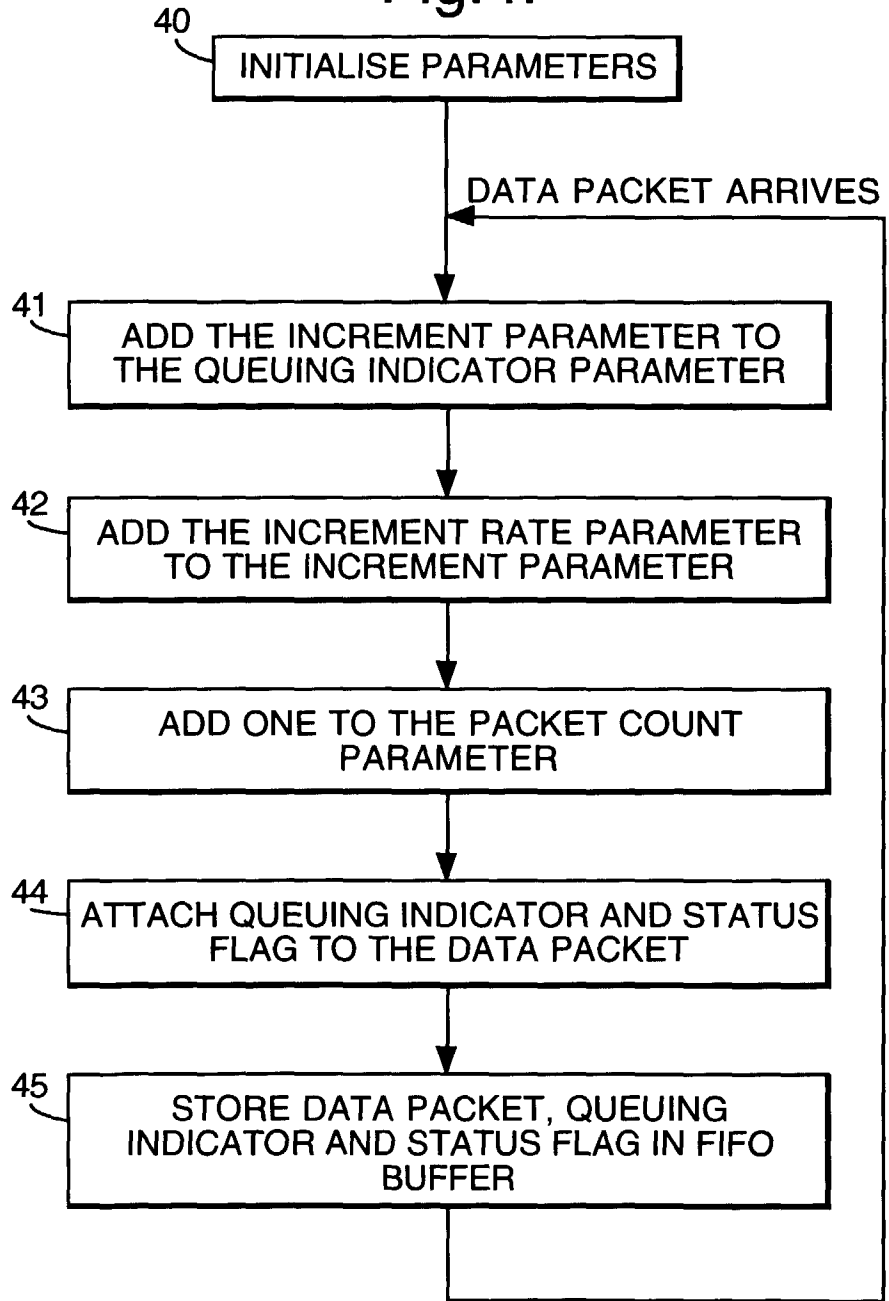 40
INITIALISE PARAMETERS
DATA PACKET ARRIVES
41
ADD THE INCREMENT PARAMETER TO
THE QUEUING INDICATOR PARAMETER
42
ADD THE INCREMENT RATE PARAMETER
TO THE INCREMENT PARAMETER
43
ADD ONE TO THE PACKET COUNT
PARAMETER
44
ATTACH QUEUING INDICATOR AND STATUS
FLAG TO THE DATA PACKET
45
STORE DATA PACKET, QUEUING
INDICATOR AND STATUS FLAG IN FIFO
BUFFER